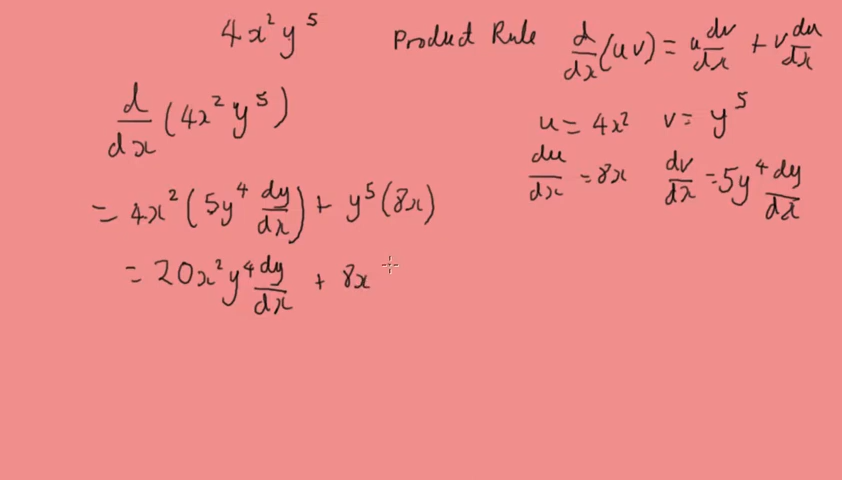 4x²y⁵
Product Rule d/dx (uv) = u dv/dx + v du/dx
d/dx (4x²y⁵)
u = 4x² v = y⁵
du/dx = 8x dv/dx = 5y⁴ dy/dx
= 4x² (5y⁴ dy/dx) + y⁵ (8x)
= 20x²y⁴ dy/dx + 8x